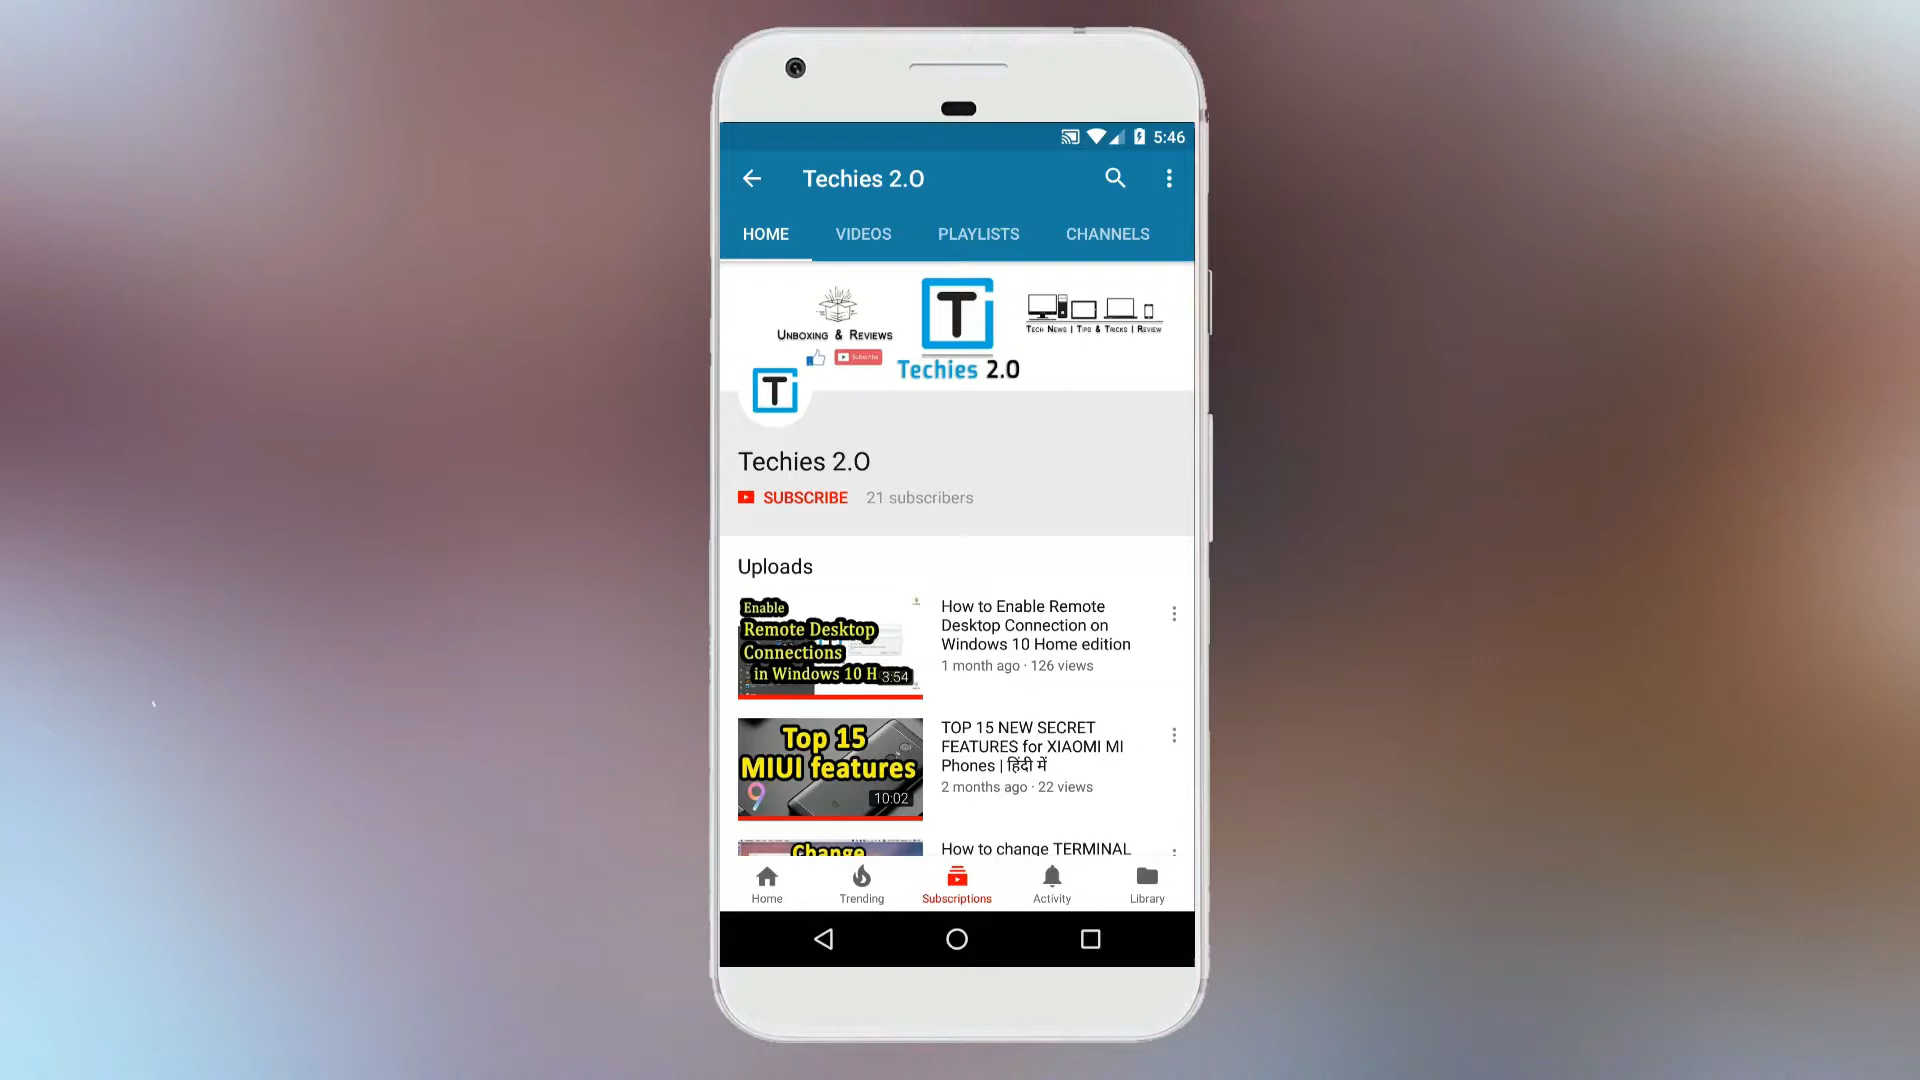 5:46
Techies 2.O
HOME VIDEOS PLAYLISTS CHANNELS
UNBOXING & REVIEWS
Subscribe
T
Techies 2.0
TECH NEWS | TIPS & TRICKS | REVIEW
T
Techies 2.O
SUBSCRIBE 21 subscribers
Uploads
Enable
Remote Desktop
Connections
in Windows 10 H
3:54
How to Enable Remote
Desktop Connection on
Windows 10 Home edition
1 month ago · 126 views
Top 15
MIUI features
9
10:02
TOP 15 NEW SECRET
FEATURES for XIAOMI MI
Phones | हिंदी में
2 months ago · 22 views
Change
How to change TERMINAL
Home Trending Subscriptions Activity Library